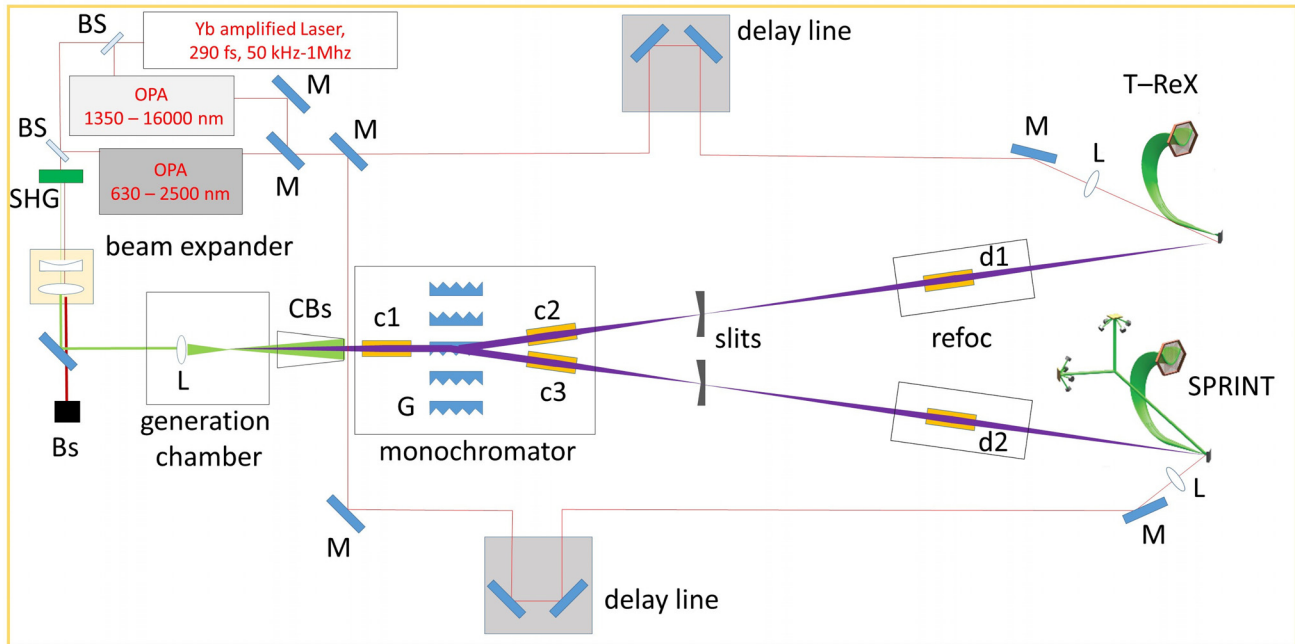 BS
Yb amplified Laser,
290 fs, 50 kHz-1Mhz
delay line
T–ReX
M
OPA
1350 – 16000 nm
BS
M
M
M
L
OPA
630 – 2500 nm
M
SHG
beam expander
CBs
c1
c2
d1
slits
refoc
L
c3
G
SPRINT
generation
chamber
monochromator
d2
Bs
L
M
M
delay line